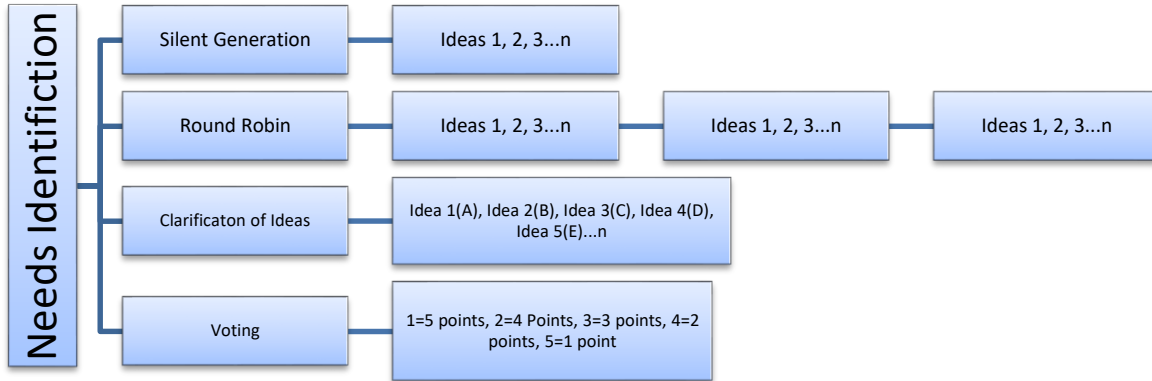 Needs Identifiction
Silent Generation
Ideas 1, 2, 3...n
Round Robin
Ideas 1, 2, 3...n
Ideas 1, 2, 3...n
Ideas 1, 2, 3...n
Clarificaton of Ideas
Idea 1(A), Idea 2(B), Idea 3(C), Idea 4(D),
Idea 5(E)...n
Voting
1=5 points, 2=4 Points, 3=3 points, 4=2
points, 5=1 point